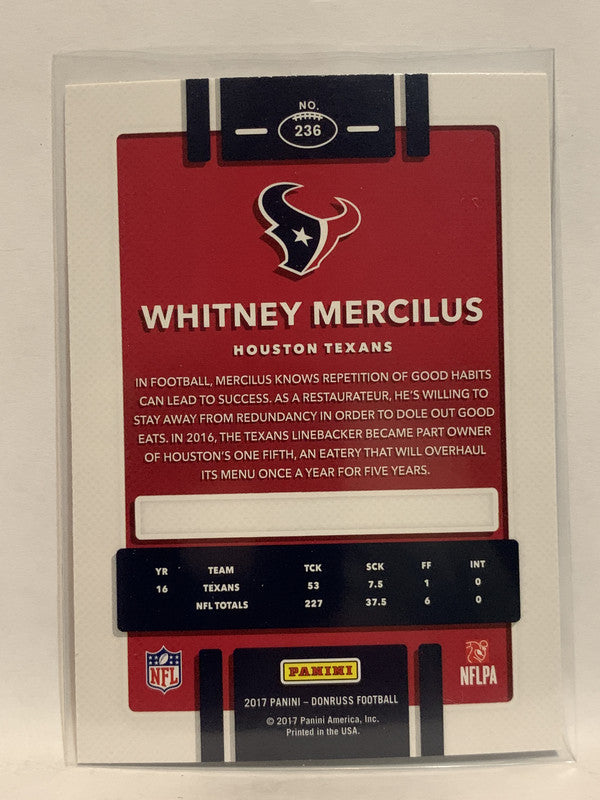 NO.
236
WHITNEY MERCILUS
HOUSTON TEXANS
IN FOOTBALL, MERCILUS KNOWS REPETITION OF GOOD HABITS
CAN LEAD TO SUCCESS. AS A RESTAURATEUR, HE'S WILLING TO
STAY AWAY FROM REDUNDANCY IN ORDER TO DOLE OUT GOOD
EATS. IN 2016, THE TEXANS LINEBACKER BECAME PART OWNER
OF HOUSTON'S ONE FIFTH, AN EATERY THAT WILL OVERHAUL
ITS MENU ONCE A YEAR FOR FIVE YEARS.
YR TEAM TCK SCK FF INT
16 TEXANS 53 7.5 1 0
NFL TOTALS 227 37.5 6 0
NFL
PANINI
NFLPA
2017 PANINI – DONRUSS FOOTBALL
© 2017 Panini America, Inc.
Printed in the USA.